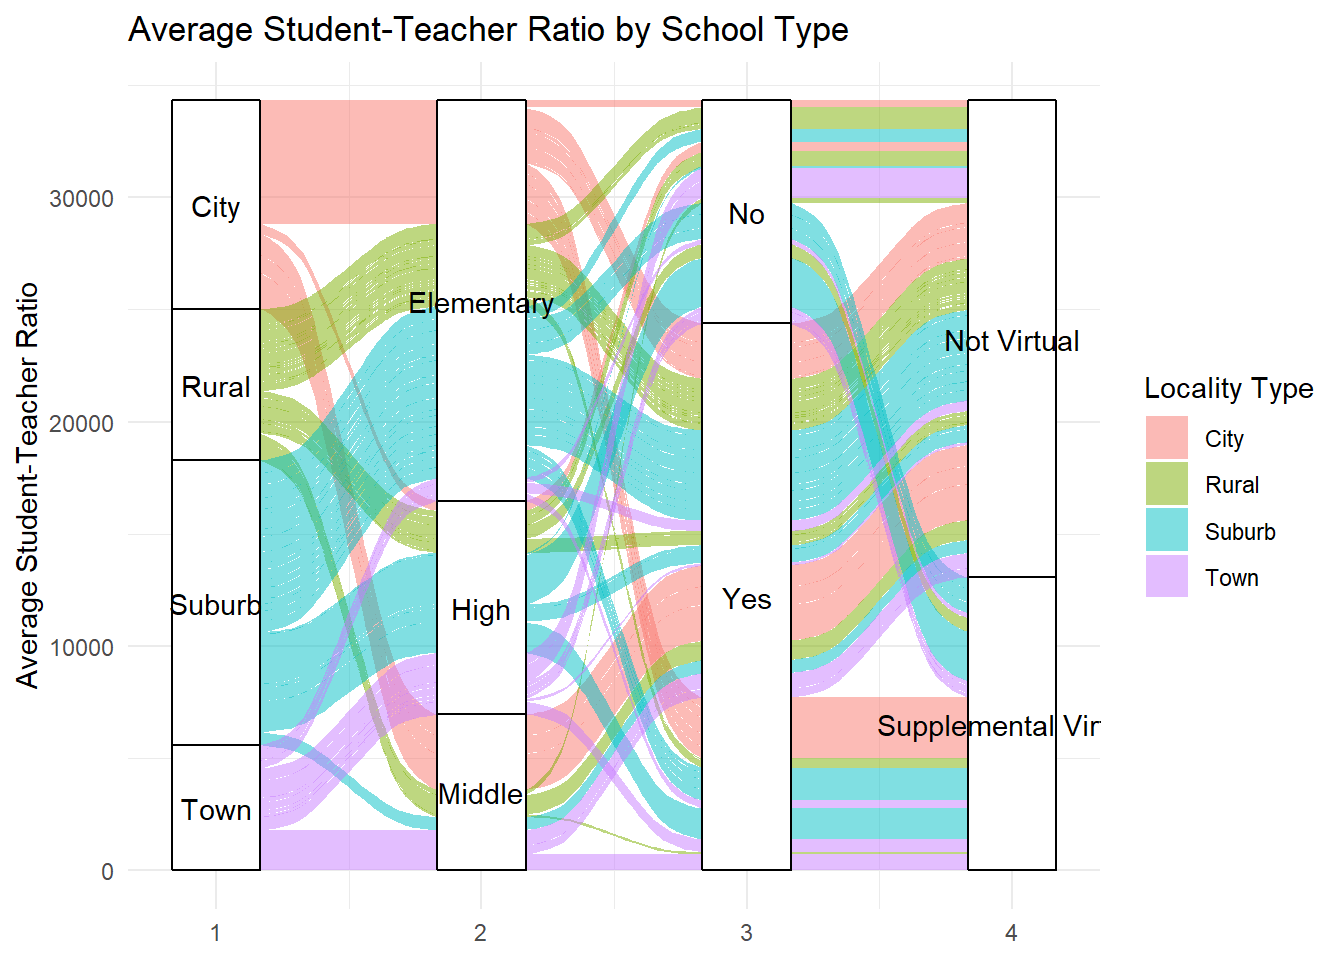 Average Student-Teacher Ratio by School Type
Average Student-Teacher Ratio
30000
20000
10000
0
City
Rural
Suburb
Town
Elementary
High
Middle
No
Yes
Not Virtual
Supplemental Vir
1
2
3
4
Locality Type
City
Rural
Suburb
Town